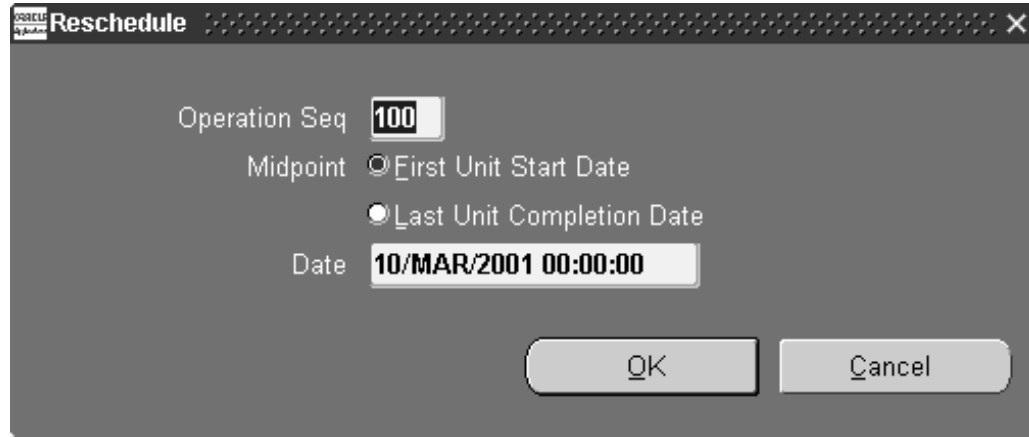 ORACLE Reschedule
Operation Seq 100
Midpoint First Unit Start Date
Last Unit Completion Date
Date 10/MAR/2001 00:00:00
OK Cancel